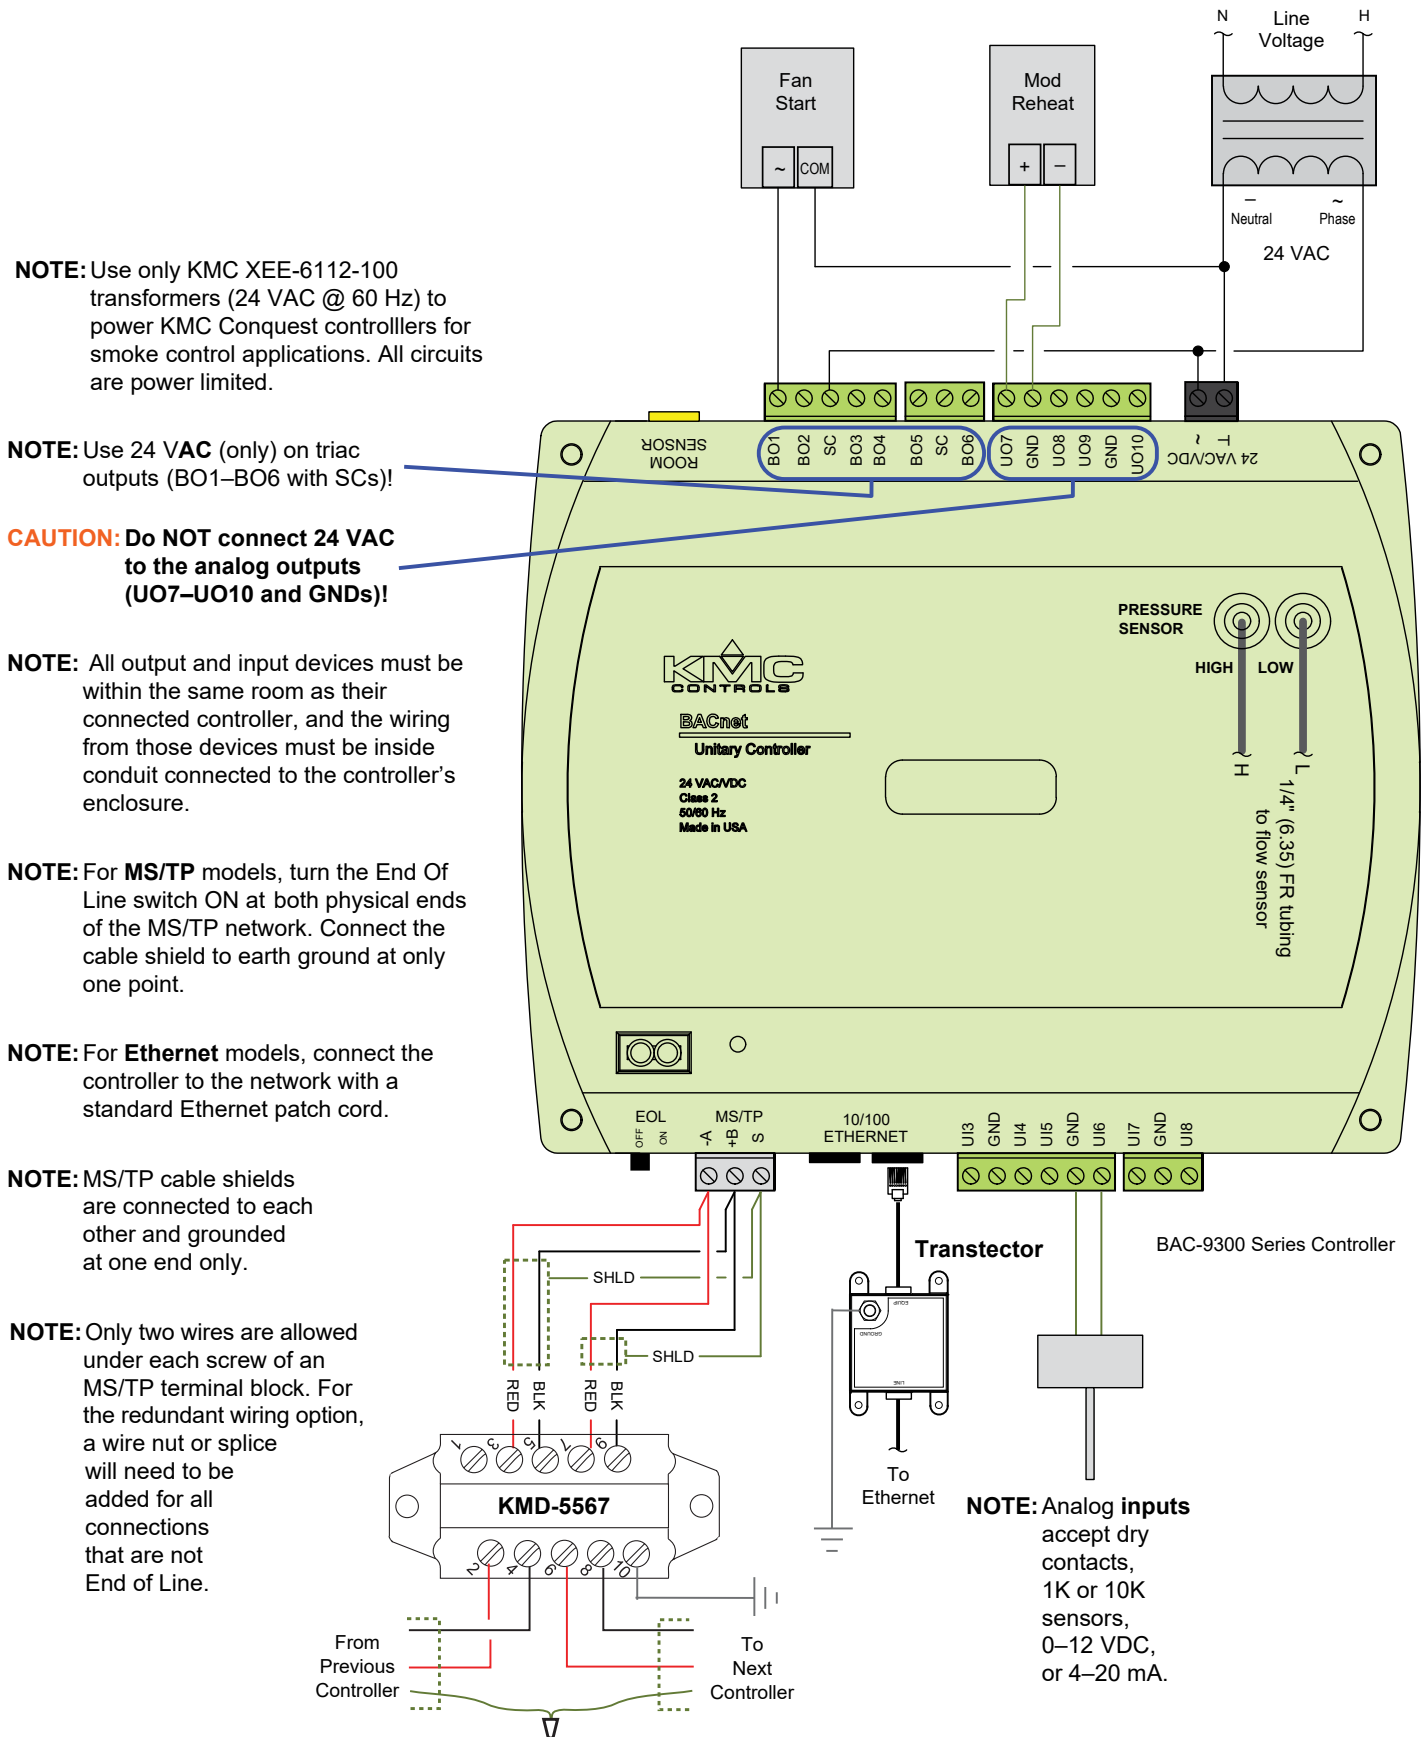 N Line H
Voltage
Fan
Start
~ COM
Mod
Reheat
+ –
– ~
Neutral Phase
24 VAC
NOTE: Use only KMC XEE-6112-100
transformers (24 VAC @ 60 Hz) to
power KMC Conquest controlllers for
smoke control applications. All circuits
are power limited.
NOTE: Use 24 VAC (only) on triac
outputs (BO1–BO6 with SCs)!
CAUTION: Do NOT connect 24 VAC
to the analog outputs
(UO7–UO10 and GNDs)!
NOTE: All output and input devices must be
within the same room as their
connected controller, and the wiring
from those devices must be inside
conduit connected to the controller's
enclosure.
NOTE: For MS/TP models, turn the End Of
Line switch ON at both physical ends
of the MS/TP network. Connect the
cable shield to earth ground at only
one point.
NOTE: For Ethernet models, connect the
controller to the network with a
standard Ethernet patch cord.
NOTE: MS/TP cable shields
are connected to each
other and grounded
at one end only.
NOTE: Only two wires are allowed
under each screw of an
MS/TP terminal block. For
the redundant wiring option,
a wire nut or splice
will need to be
added for all
connections
that are not
End of Line.
ROOM
SENSOR
BO1
BO2
SC
BO3
BO4
BO5
SC
BO6
UO7
GND
UO8
UO9
GND
UO10
~
24 VAC/VDC
PRESSURE
SENSOR
HIGH LOW
H
L
1/4" (6.35) FR tubing
to flow sensor
KMC
CONTROLS
BACnet
Unitary Controller
24 VAC/VDC
Class 2
50/60 Hz
Made in USA
EOL
OFF
ON
MS/TP
-A
+B
S
10/100
ETHERNET
UI3
GND
UI4
UI5
GND
UI6
UI7
GND
UI8
BAC-9300 Series Controller
Transtector
EQUIP
GROUND
LINE
To
Ethernet
SHLD
SHLD
RED
BLK
RED
BLK
1 3 5 7 9
KMD-5567
2 4 6 8 10
From
Previous
Controller
To
Next
Controller
NOTE: Analog inputs
accept dry
contacts,
1K or 10K
sensors,
0–12 VDC,
or 4–20 mA.